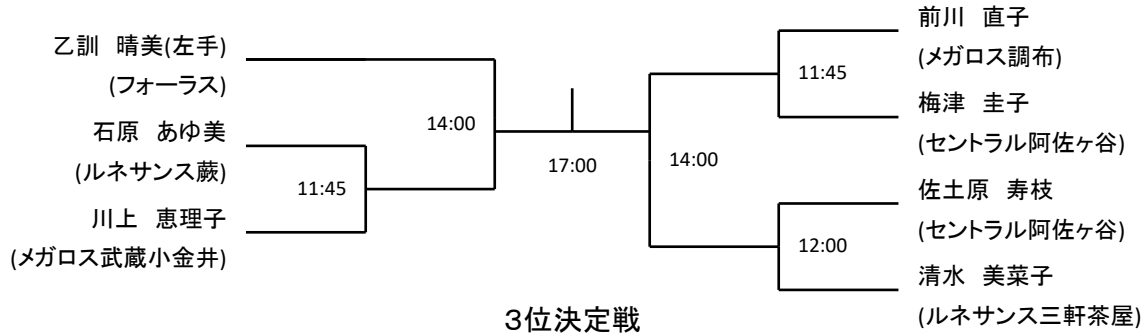 乙訓　晴美(左手)
(フォーラス)
石原　あゆ美
(ルネサンス蕨)
川上　恵理子
(メガロス武蔵小金井)
14:00
11:45
17:00
前川　直子
(メガロス調布)
11:45
梅津　圭子
(セントラル阿佐ヶ谷)
14:00
佐土原　寿枝
(セントラル阿佐ヶ谷)
12:00
清水　美菜子
(ルネサンス三軒茶屋)
3位決定戦